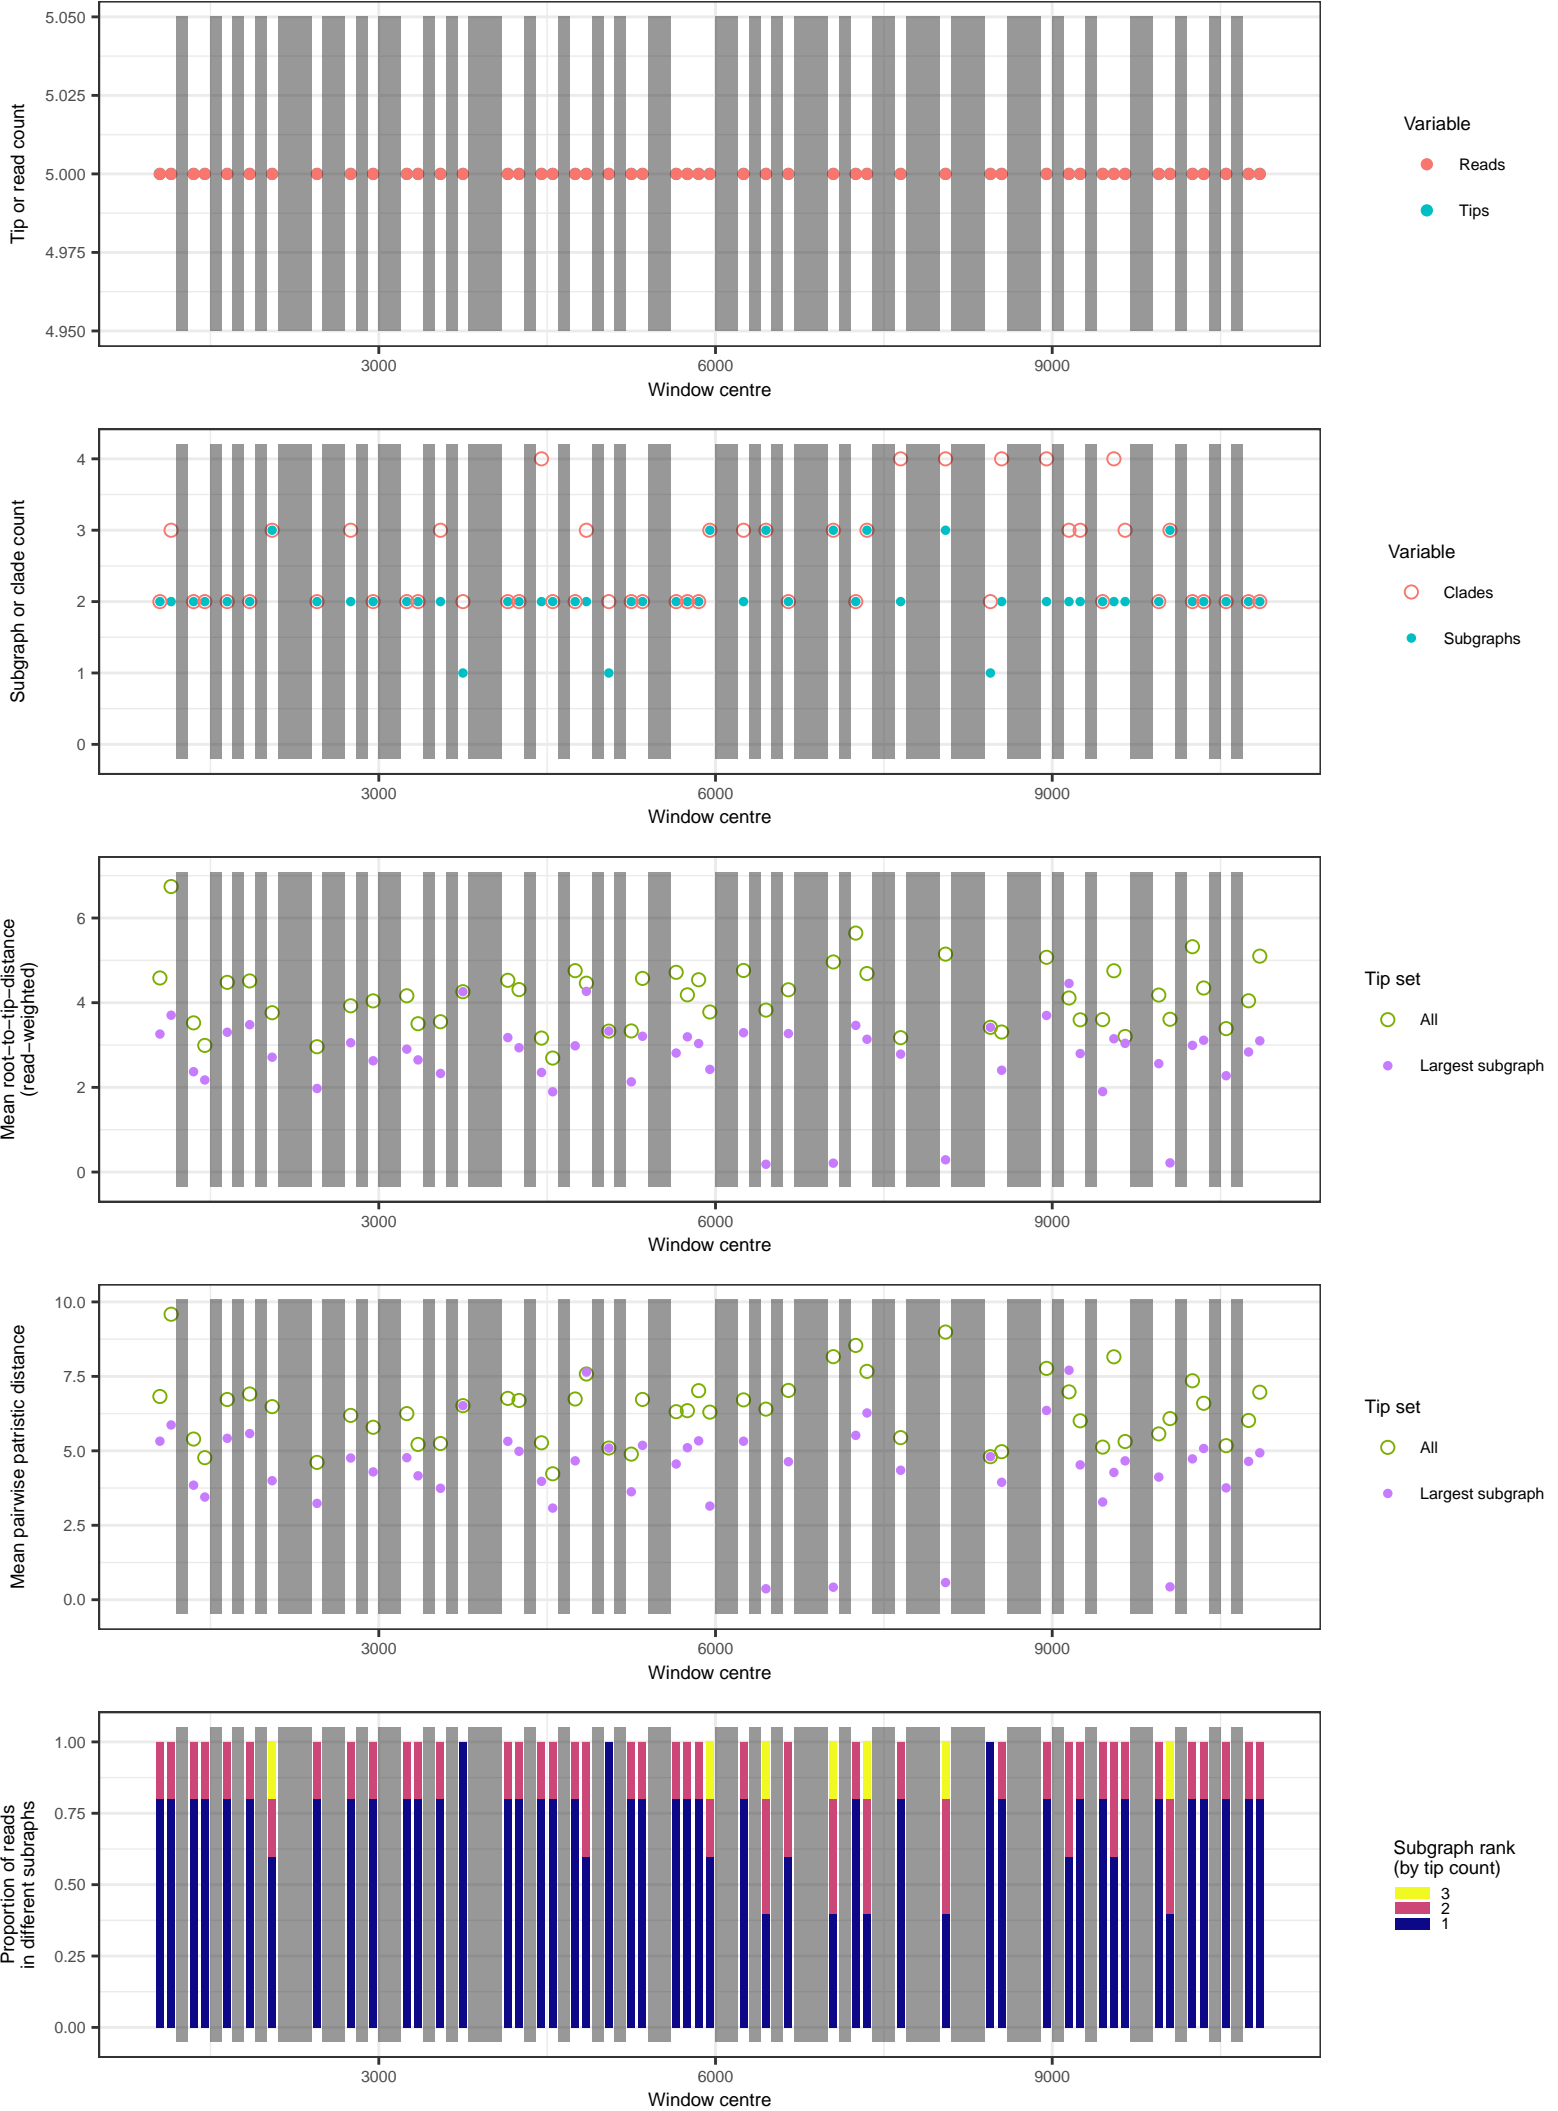 5.050
5.025
5.000
4.975
4.950
Tip or read count
3000
6000
9000
Window centre
Variable
Reads
Tips
4
3
2
1
0
Subgraph or clade count
3000
6000
9000
Window centre
Variable
Clades
Subgraphs
6
4
2
0
Mean root−to−tip−distance
(read−weighted)
3000
6000
9000
Window centre
Tip set
All
Largest subgraph
10.0
7.5
5.0
2.5
0.0
Mean pairwise patristic distance
3000
6000
9000
Window centre
Tip set
All
Largest subgraph
1.00
0.75
0.50
0.25
0.00
Proportion of reads
in different subraphs
3000
6000
9000
Window centre
Subgraph rank
(by tip count)
3
2
1